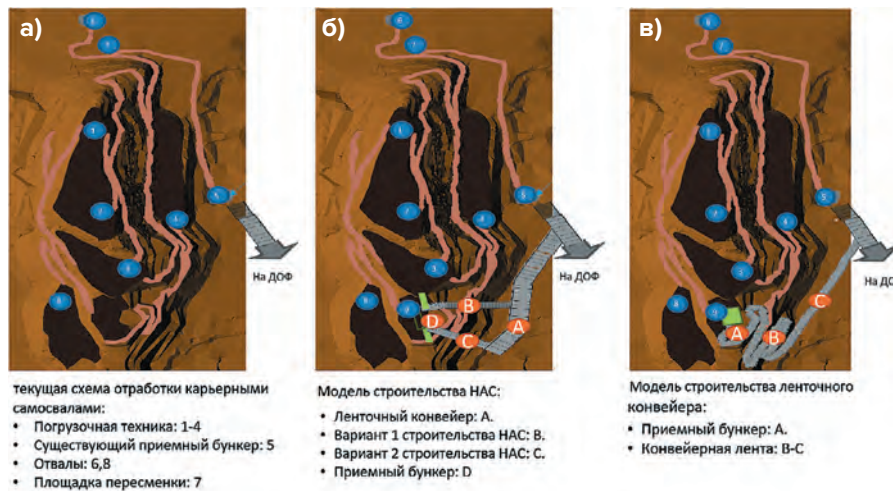 а)
б)
в)
На ДОФ
На ДОФ
На ДО
B
D
A
C
A
B
C
5
текущая схема отработки карьерными
самосвалами:
• Погрузочная техника: 1-4
• Существующий приемный бункер: 5
• Отвалы: 6,8
• Площадка пересменки: 7
Модель строительства НАС:
• Ленточный конвейер: A.
• Вариант 1 строительства НАС: B.
• Вариант 2 строительства НАС: C.
• Приемный бункер: D
Модель строительства ленточного
конвейера:
• Приемный бункер: A.
• Конвейерная лента: B-C